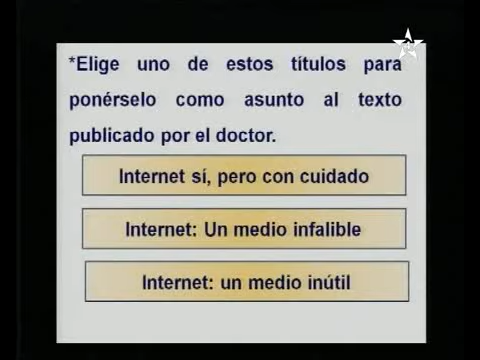 *Elige uno de estos títulos para
ponérselo como asunto al texto
publicado por el doctor.
Internet sí, pero con cuidado
Internet: Un medio infalible
Internet: un medio inútil